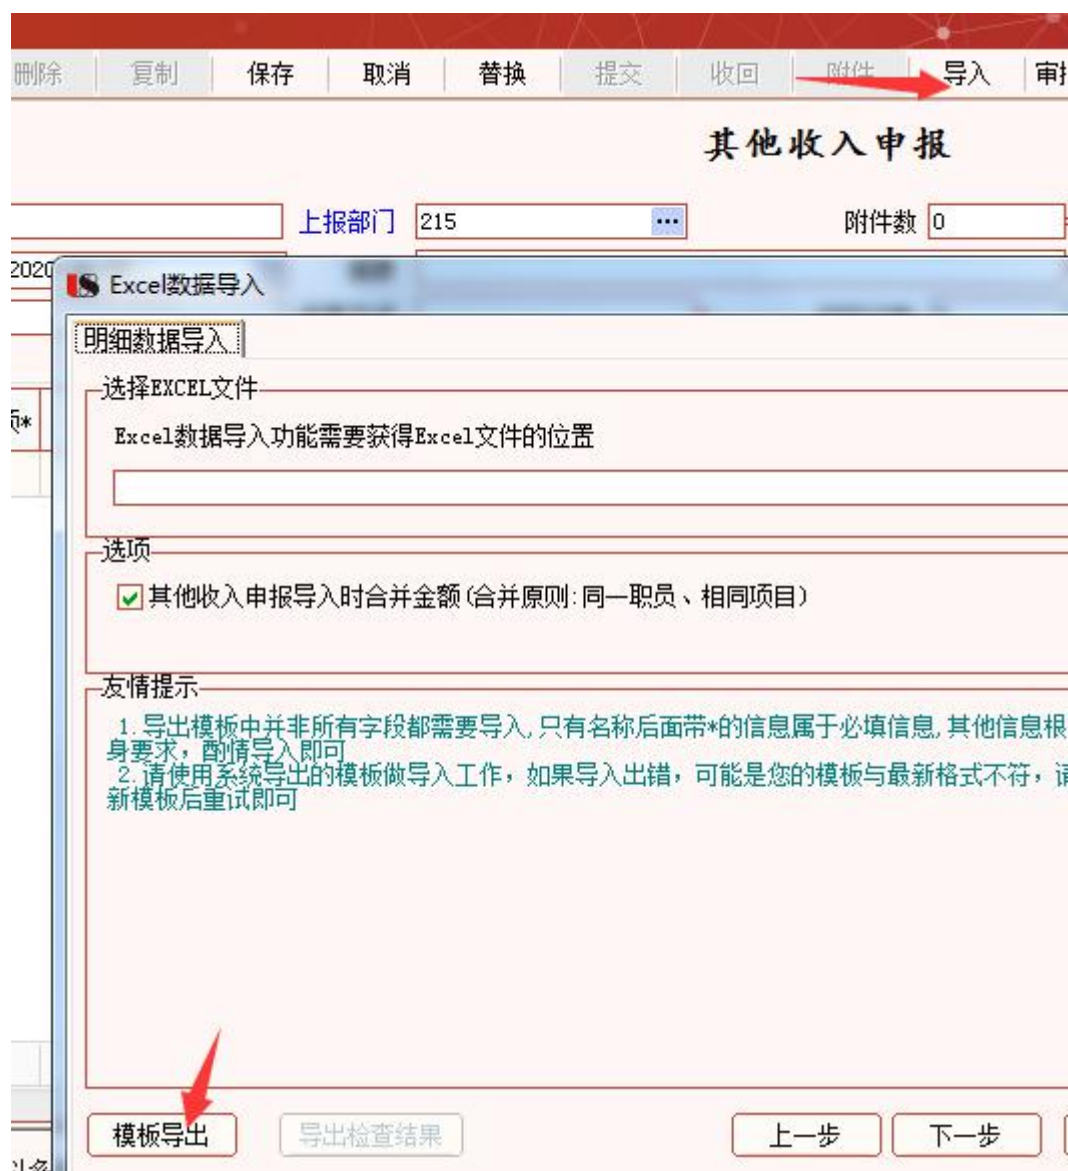 删除 复制 保存 取消 替换 提交 收回 附件 导入 审
其他收入申报
上报部门 215 ... 附件数 0
2020
Excel数据导入
明细数据导入
选择EXCEL文件
项*
Excel数据导入功能需要获得Excel文件的位置
选项
其他收入申报导入时合并金额(合并原则:同一职员、相同项目)
友情提示
1.导出模板中并非所有字段都需要导入,只有名称后面带*的信息属于必填信息,其他信息根
身要求，酌情导入即可
2.请使用系统导出的模板做导入工作，如果导入出错，可能是您的模板与最新格式不符，请
新模板后重试即可
模板导出 导出检查结果 上一步 下一步